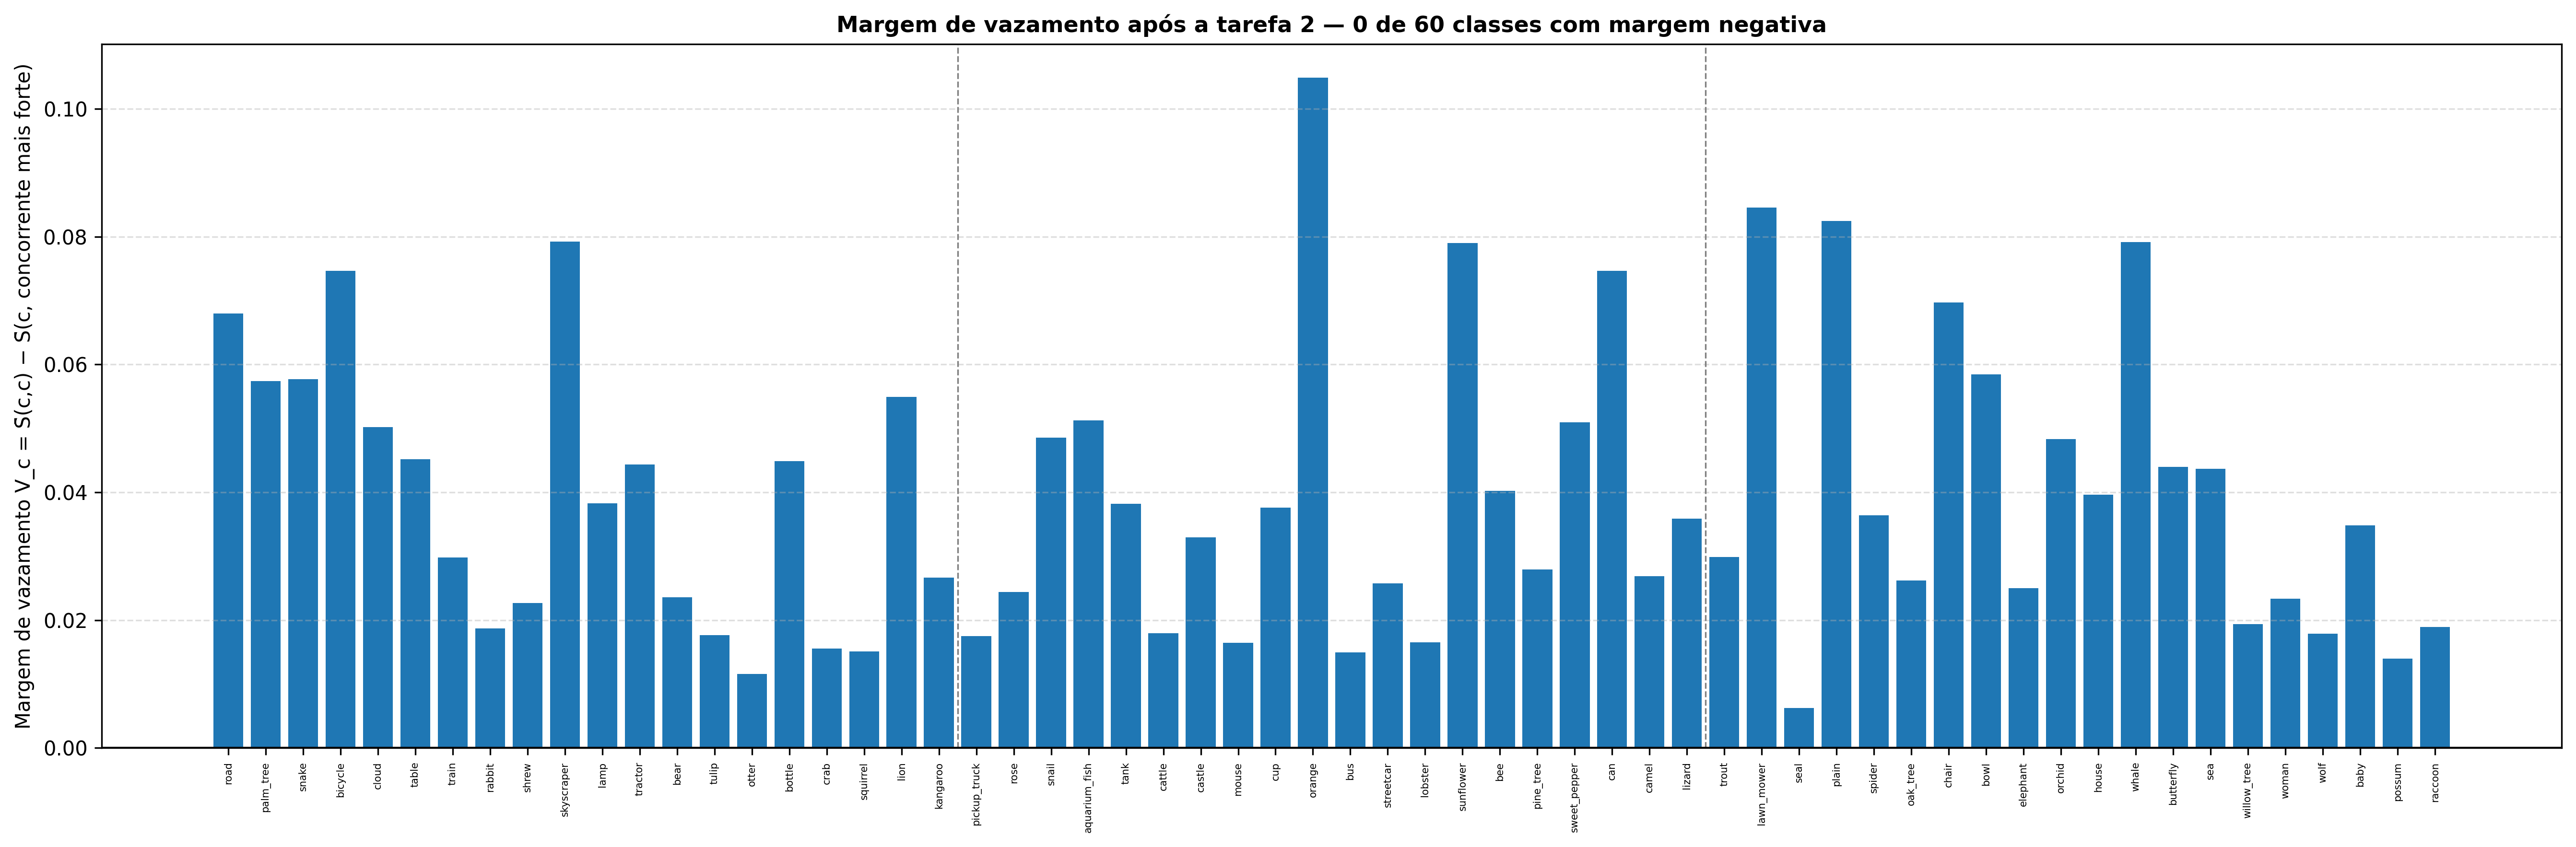 Margem de vazamento após a tarefa 2 — 0 de 60 classes com margem negativa
Margem de vazamento V_c = S(c,c) − S(c, concorrente mais forte)
0.10
0.08
0.06
0.04
0.02
0.00
road
palm_tree
snake
bicycle
cloud
table
train
rabbit
shrew
skyscraper
lamp
tractor
bear
tulip
otter
bottle
crab
squirrel
lion
kangaroo
pickup_truck
rose
snail
aquarium_fish
tank
cattle
castle
mouse
cup
orange
bus
streetcar
lobster
sunflower
bee
pine_tree
sweet_pepper
can
camel
lizard
trout
lawn_mower
seal
plain
spider
oak_tree
chair
bowl
elephant
orchid
house
whale
butterfly
sea
willow_tree
woman
wolf
baby
possum
raccoon